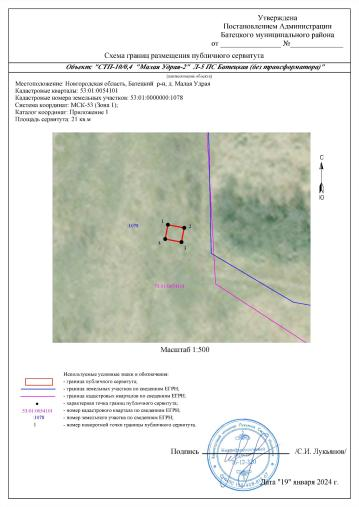 Утверждена
Постановлением Администрации
Батецкого муниципального района
от __________________ №__________________
Схема границ размещения публичного сервитута
Объект: "СТП-10/0,4 "Малая Удрая-2" Л-5 ПС Батецкая (без трансформатора)"
(наименование объекта)
Местоположение: Новгородская область, Батецкий р-н, д. Малая Удрая
Кадастровые кварталы: 53:01:0054101
Кадастровые номера земельных участков: 53:01:0000000:1078
Система координат: МСК-53 (Зона 1);
Каталог координат: Приложение 1
Площадь сервитута: 21 кв.м
С
Ю
:1078
1
2
4
3
53:01:0054101
Масштаб 1:500
Используемые условные знаки и обозначения:
- граница публичного сервитута;
- граница земельных участков по сведениям ЕГРН;
- граница кадастровых кварталов по сведениям ЕГРН;
- характерная точка границ публичного сервитута;
53:01:0054101 - номер кадастрового квартала по сведениям ЕГРН;
:1078 - номер земельного участка по сведениям ЕГРН;
1 - номер поворотной точки границы публичного сервитута.
Подпись /С.И. Лукьянов/
Дата "19" января 2024 г.